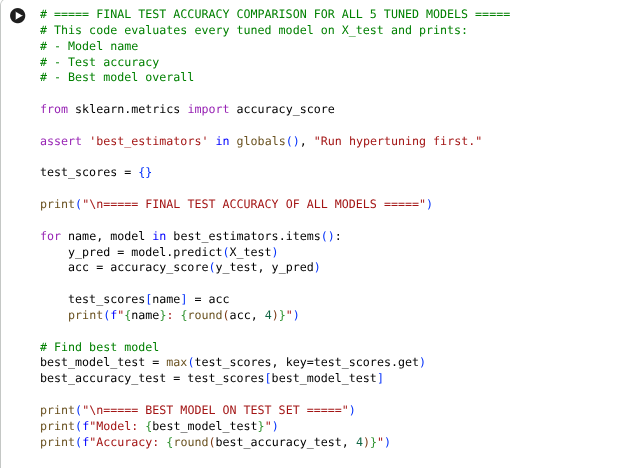 # ===== FINAL TEST ACCURACY COMPARISON FOR ALL 5 TUNED MODELS =====
# This code evaluates every tuned model on X_test and prints:
# - Model name
# - Test accuracy
# - Best model overall

from sklearn.metrics import accuracy_score

assert 'best_estimators' in globals(), "Run hypertuning first."

test_scores = {}

print("\n===== FINAL TEST ACCURACY OF ALL MODELS =====")

for name, model in best_estimators.items():
    y_pred = model.predict(X_test)
    acc = accuracy_score(y_test, y_pred)

    test_scores[name] = acc
    print(f"{name}: {round(acc, 4)}")

# Find best model
best_model_test = max(test_scores, key=test_scores.get)
best_accuracy_test = test_scores[best_model_test]

print("\n===== BEST MODEL ON TEST SET =====")
print(f"Model: {best_model_test}")
print(f"Accuracy: {round(best_accuracy_test, 4)}")